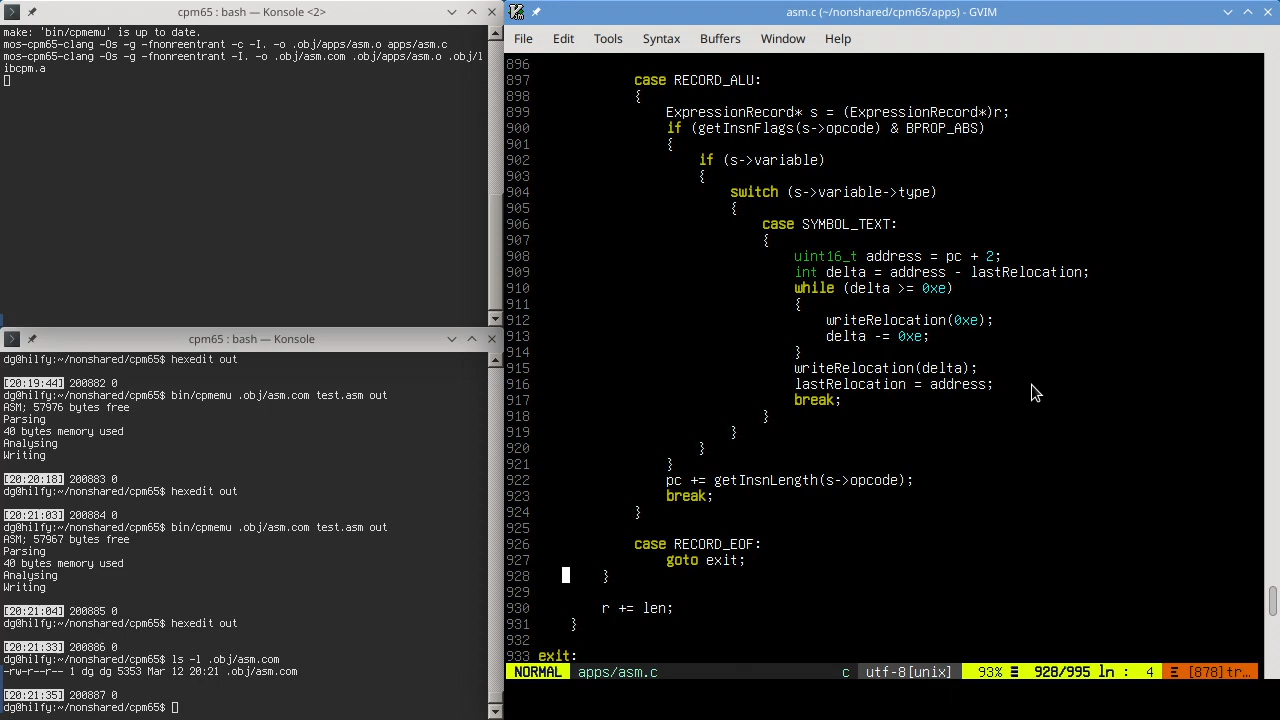 cpm65 : bash — Konsole <2>
make: 'bin/cpmemu' is up to date.
mos-cpm65-clang -Os -g -fnonreentrant -c -I. -o .obj/apps/asm.o apps/asm.c
mos-cpm65-clang -Os -g -fnonreentrant -I. -o .obj/asm.com .obj/apps/asm.o .obj/l
ibcpm.a
cpm65 : bash — Konsole
dg@hilfy:~/nonshared/cpm65$ hexedit out
[20:19:44] 200882 0
dg@hilfy:~/nonshared/cpm65$ bin/cpmemu .obj/asm.com test.asm out
ASM; 57976 bytes free
Parsing
40 bytes memory used
Analysing
Writing
[20:20:18] 200883 0
dg@hilfy:~/nonshared/cpm65$ hexedit out
[20:21:03] 200884 0
dg@hilfy:~/nonshared/cpm65$ bin/cpmemu .obj/asm.com test.asm out
ASM; 57967 bytes free
Parsing
40 bytes memory used
Analysing
Writing
[20:21:04] 200885 0
dg@hilfy:~/nonshared/cpm65$ hexedit out
[20:21:33] 200886 0
dg@hilfy:~/nonshared/cpm65$ ls -l .obj/asm.com
-rw-r--r-- 1 dg dg 5353 Mar 12 20:21 .obj/asm.com
[20:21:35] 200887 0
dg@hilfy:~/nonshared/cpm65$
asm.c (~/nonshared/cpm65/apps) - GVIM
File Edit Tools Syntax Buffers Window Help
896
897 case RECORD_ALU:
898 {
899 ExpressionRecord* s = (ExpressionRecord*)r;
900 if (getInsnFlags(s->opcode) & BPROP_ABS)
901 {
902 if (s->variable)
903 {
904 switch (s->variable->type)
905 {
906 case SYMBOL_TEXT:
907 {
908 uint16_t address = pc + 2;
909 int delta = address - lastRelocation;
910 while (delta >= 0xe)
911 {
912 writeRelocation(0xe);
913 delta -= 0xe;
914 }
915 writeRelocation(delta);
916 lastRelocation = address;
917 break;
918 }
919 }
920 }
921 }
922 pc += getInsnLength(s->opcode);
923 break;
924 }
925
926 case RECORD_EOF:
927 goto exit;
928 }
929
930 r += len;
931 }
932
933 exit:
NORMAL apps/asm.c c utf-8[unix] 93% ≡ 928/995 ln : 4 Ξ [878]tr…